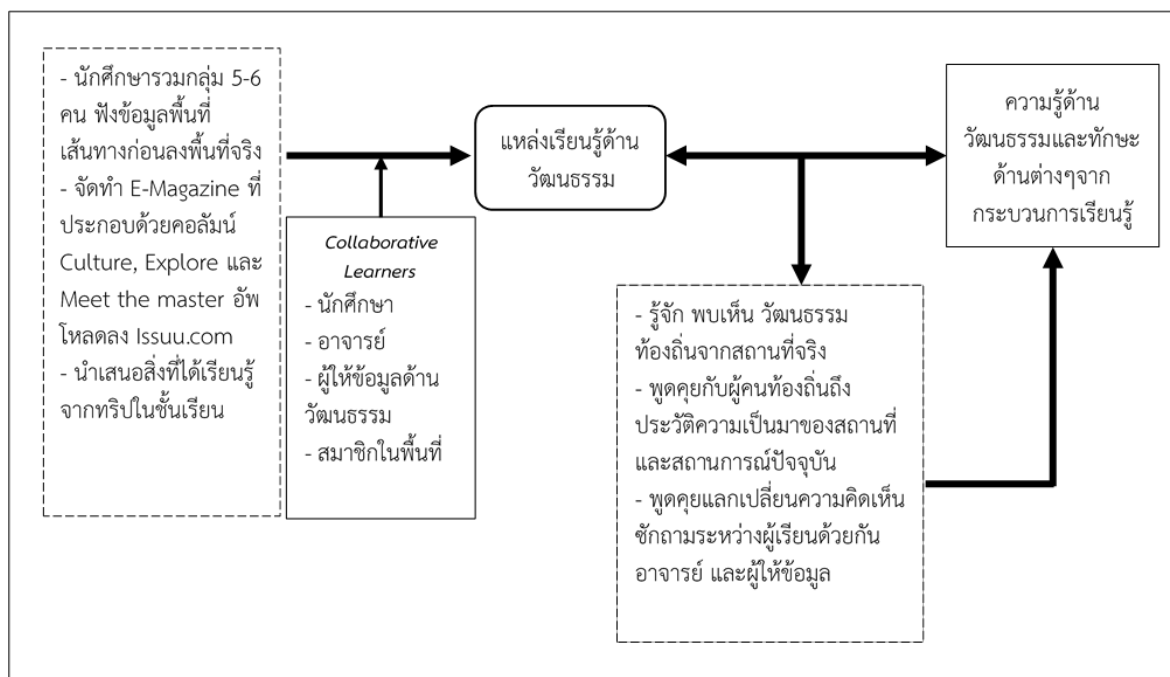 - นักศึกษารวมกลุ่ม 5-6
คน ฟังข้อมูลพื้นที่
เส้นทางก่อนลงพื้นที่จริง
- จัดทำ E-Magazine ที่
ประกอบด้วยคอลัมน์
Culture, Explore และ
Meet the master อัพ
โหลดลง Issuu.com
- นำเสนอสิ่งที่ได้เรียนรู้
จากทริปในชั้นเรียน
Collaborative
Learners
- นักศึกษา
- อาจารย์
- ผู้ให้ข้อมูลด้าน
วัฒนธรรม
- สมาชิกในพื้นที่
แหล่งเรียนรู้ด้าน
วัฒนธรรม
- รู้จัก พบเห็น วัฒนธรรม
ท้องถิ่นจากสถานที่จริง
- พูดคุยกับผู้คนท้องถิ่นถึง
ประวัติความเป็นมาของสถานที่
และสถานการณ์ปัจจุบัน
- พูดคุยแลกเปลี่ยนความคิดเห็น
ซักถามระหว่างผู้เรียนด้วยกัน
อาจารย์ และผู้ให้ข้อมูล
ความรู้ด้าน
วัฒนธรรมและทักษะ
ด้านต่างๆจาก
กระบวนการเรียนรู้